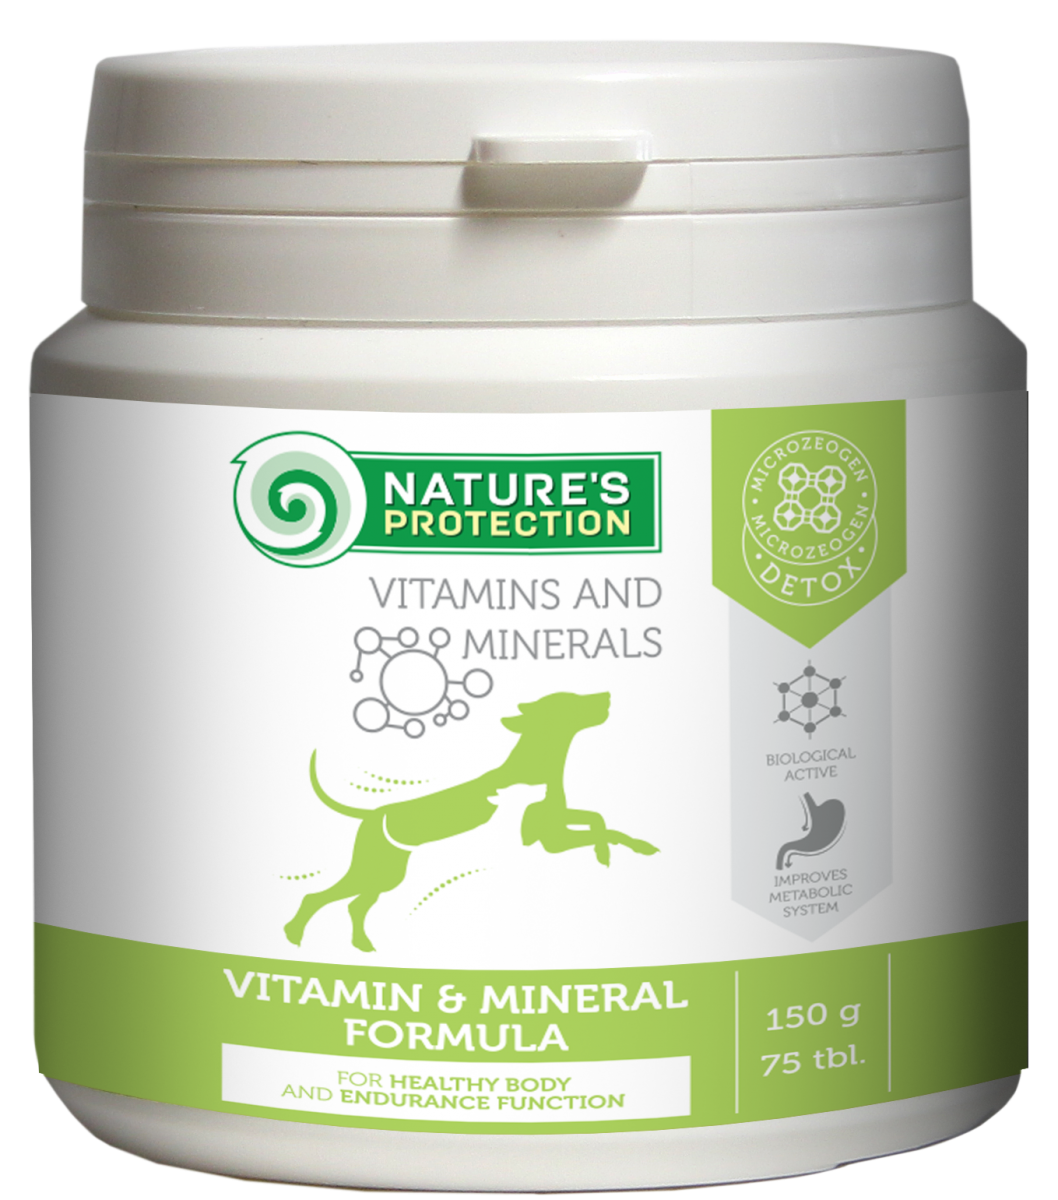 NATURE'S
PROTECTION
VITAMINS AND
MINERALS
MICROZEOGEN
MICROZEOGEN
DETOX
BIOLOGICAL
ACTIVE
IMPROVES
METABOLIC
SYSTEM
VITAMIN & MINERAL
FORMULA
FOR HEALTHY BODY
AND ENDURANCE FUNCTION
150 g
75 tbl.